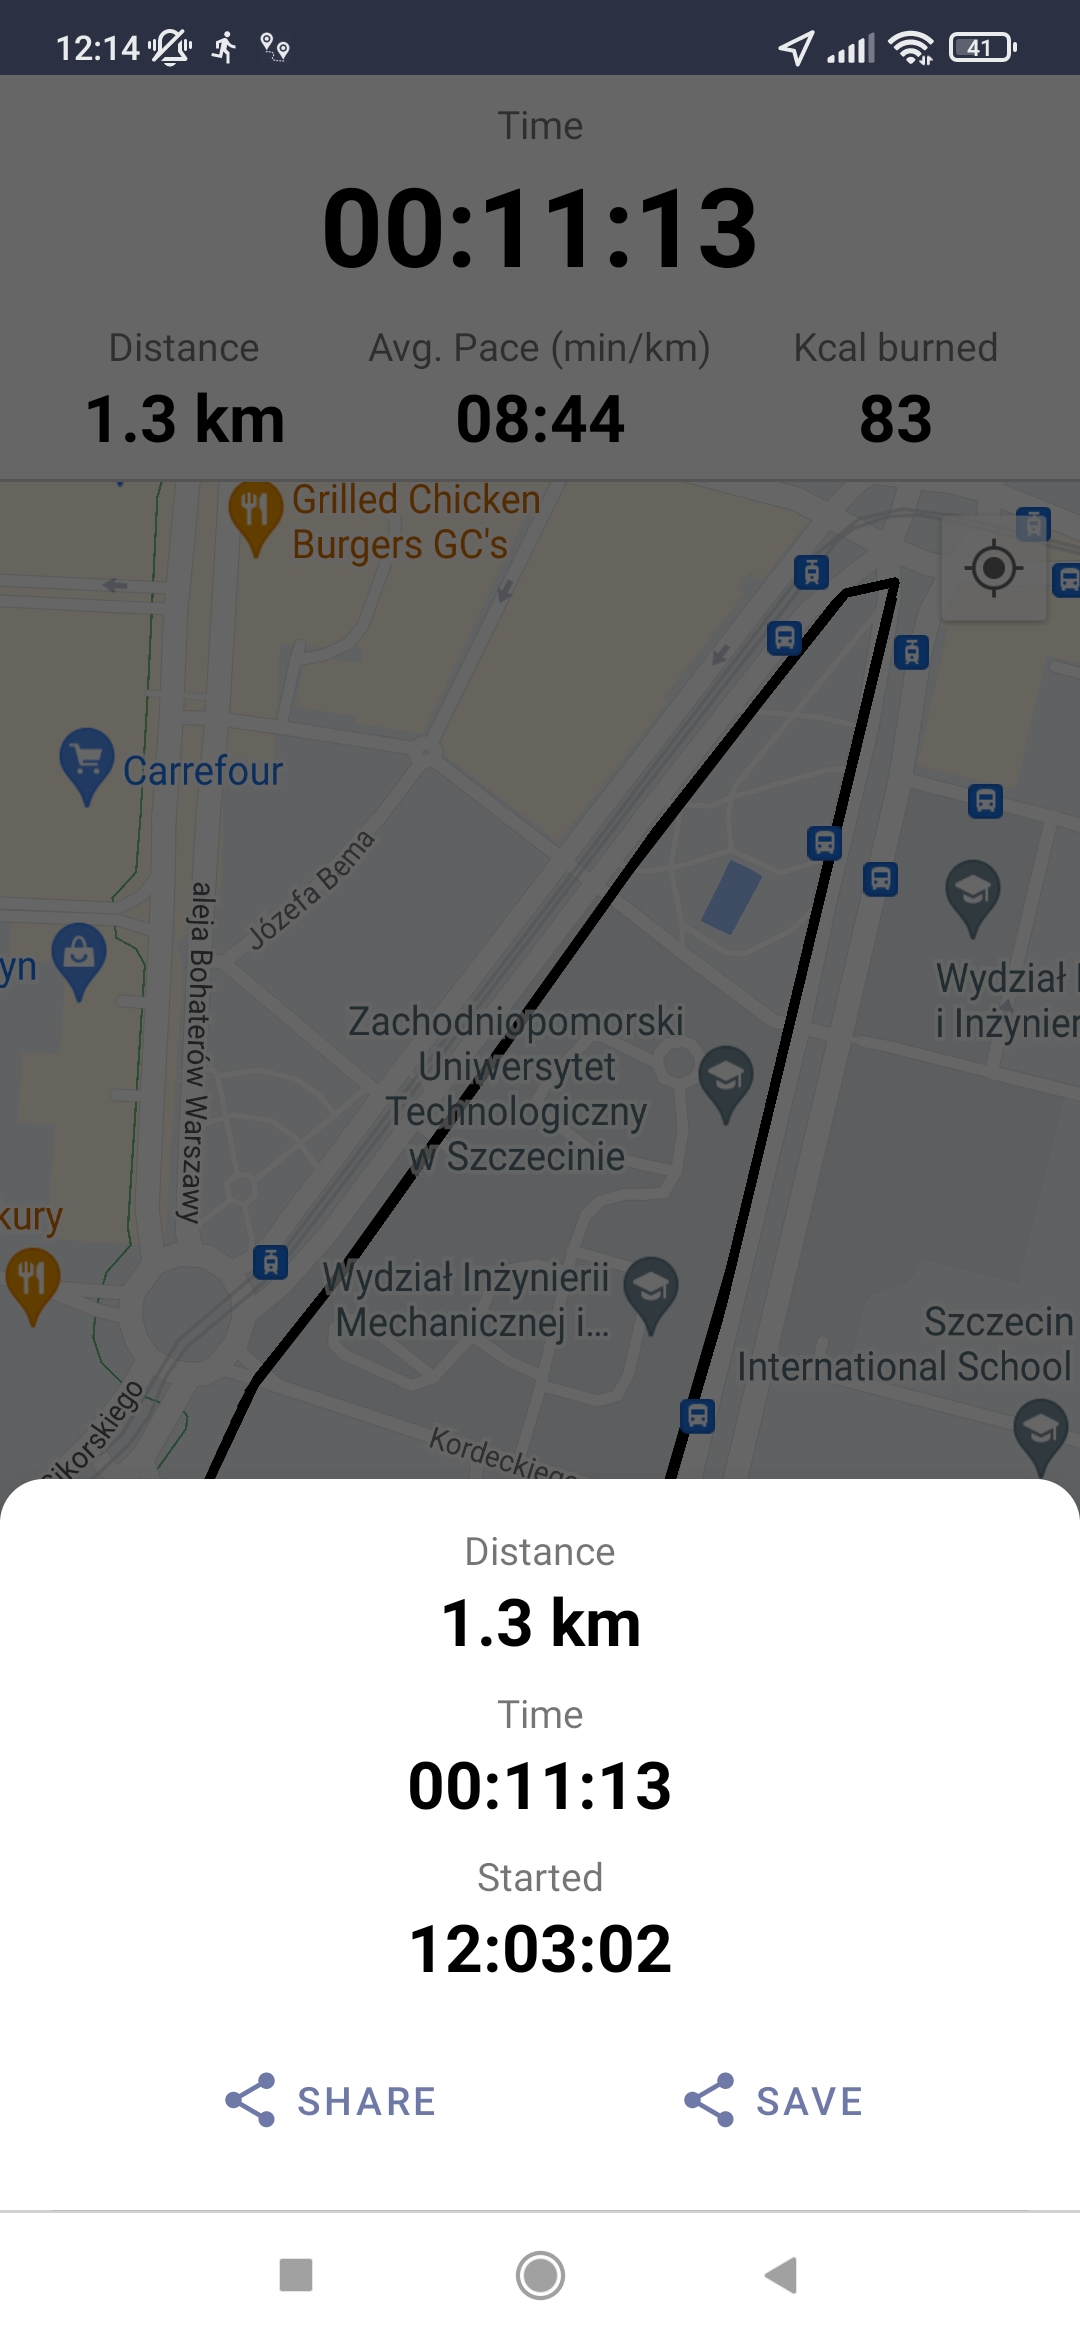 12:14
41
Time
00:11:13
Distance
Avg. Pace (min/km)
Kcal burned
1.3 km
08:44
83
Grilled Chicken
Burgers GC's
Carrefour
Józefa Bema
aleja Bohaterów Warszawy
yn
Wydział
i Inżynier
Zachodniopomorski
Uniwersytet
Technologiczny
w Szczecinie
kury
Wydział Inżynierii
Mechanicznej i...
Szczecin
International School
ikorskiego
Kordeckiego
Distance
1.3 km
Time
00:11:13
Started
12:03:02
SHARE
SAVE